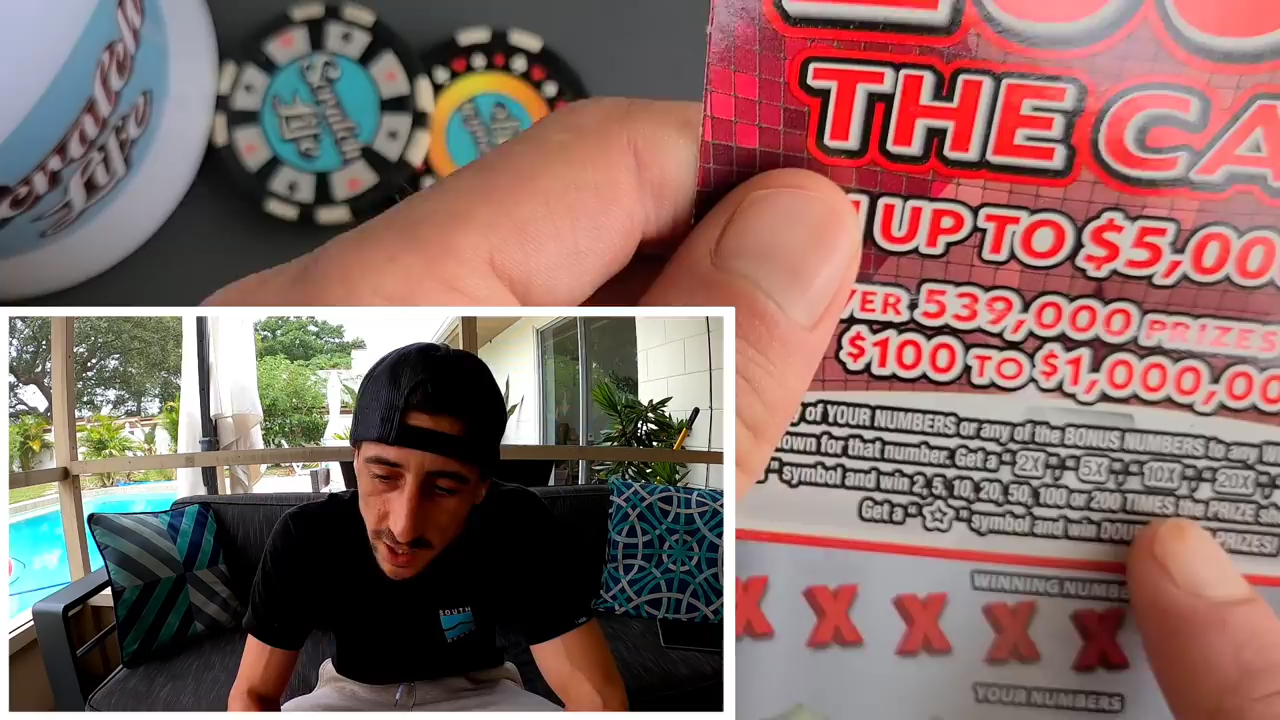 Scratch
Life
Scratch
Life
THE CA
UP TO $5,00
VER 539,000 PRIZES
$100 TO $1,000,00
of YOUR NUMBERS or any of the BONUS NUMBERS to any
own for that number. Get a " 2X ", " 5X ", " 10X ", " 20X ",
" symbol and win 2, 5, 10, 20, 50, 100 or 200 TIMES the PRIZE
Get a " " symbol and win DOU PRIZES!
WINNING NUMBE
X X X X X
YOUR NUMBERS
SOUTH